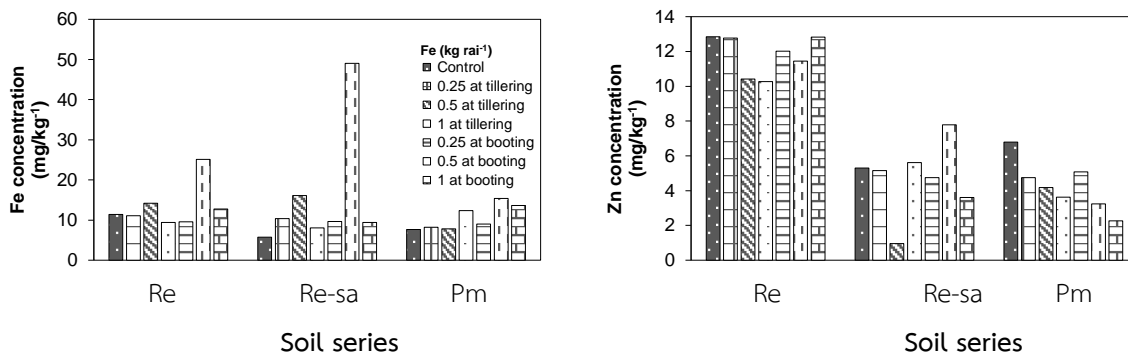 Fe concentration
(mg/kg⁻¹)
60
50
40
30
20
10
0
Fe (kg rai⁻¹)
Control
0.25 at tillering
0.5 at tillering
1 at tillering
0.25 at booting
0.5 at booting
1 at booting
Re Re-sa Pm
Soil series
Zn concentration
(mg/kg⁻¹)
14
12
10
8
6
4
2
0
Re Re-sa Pm
Soil series